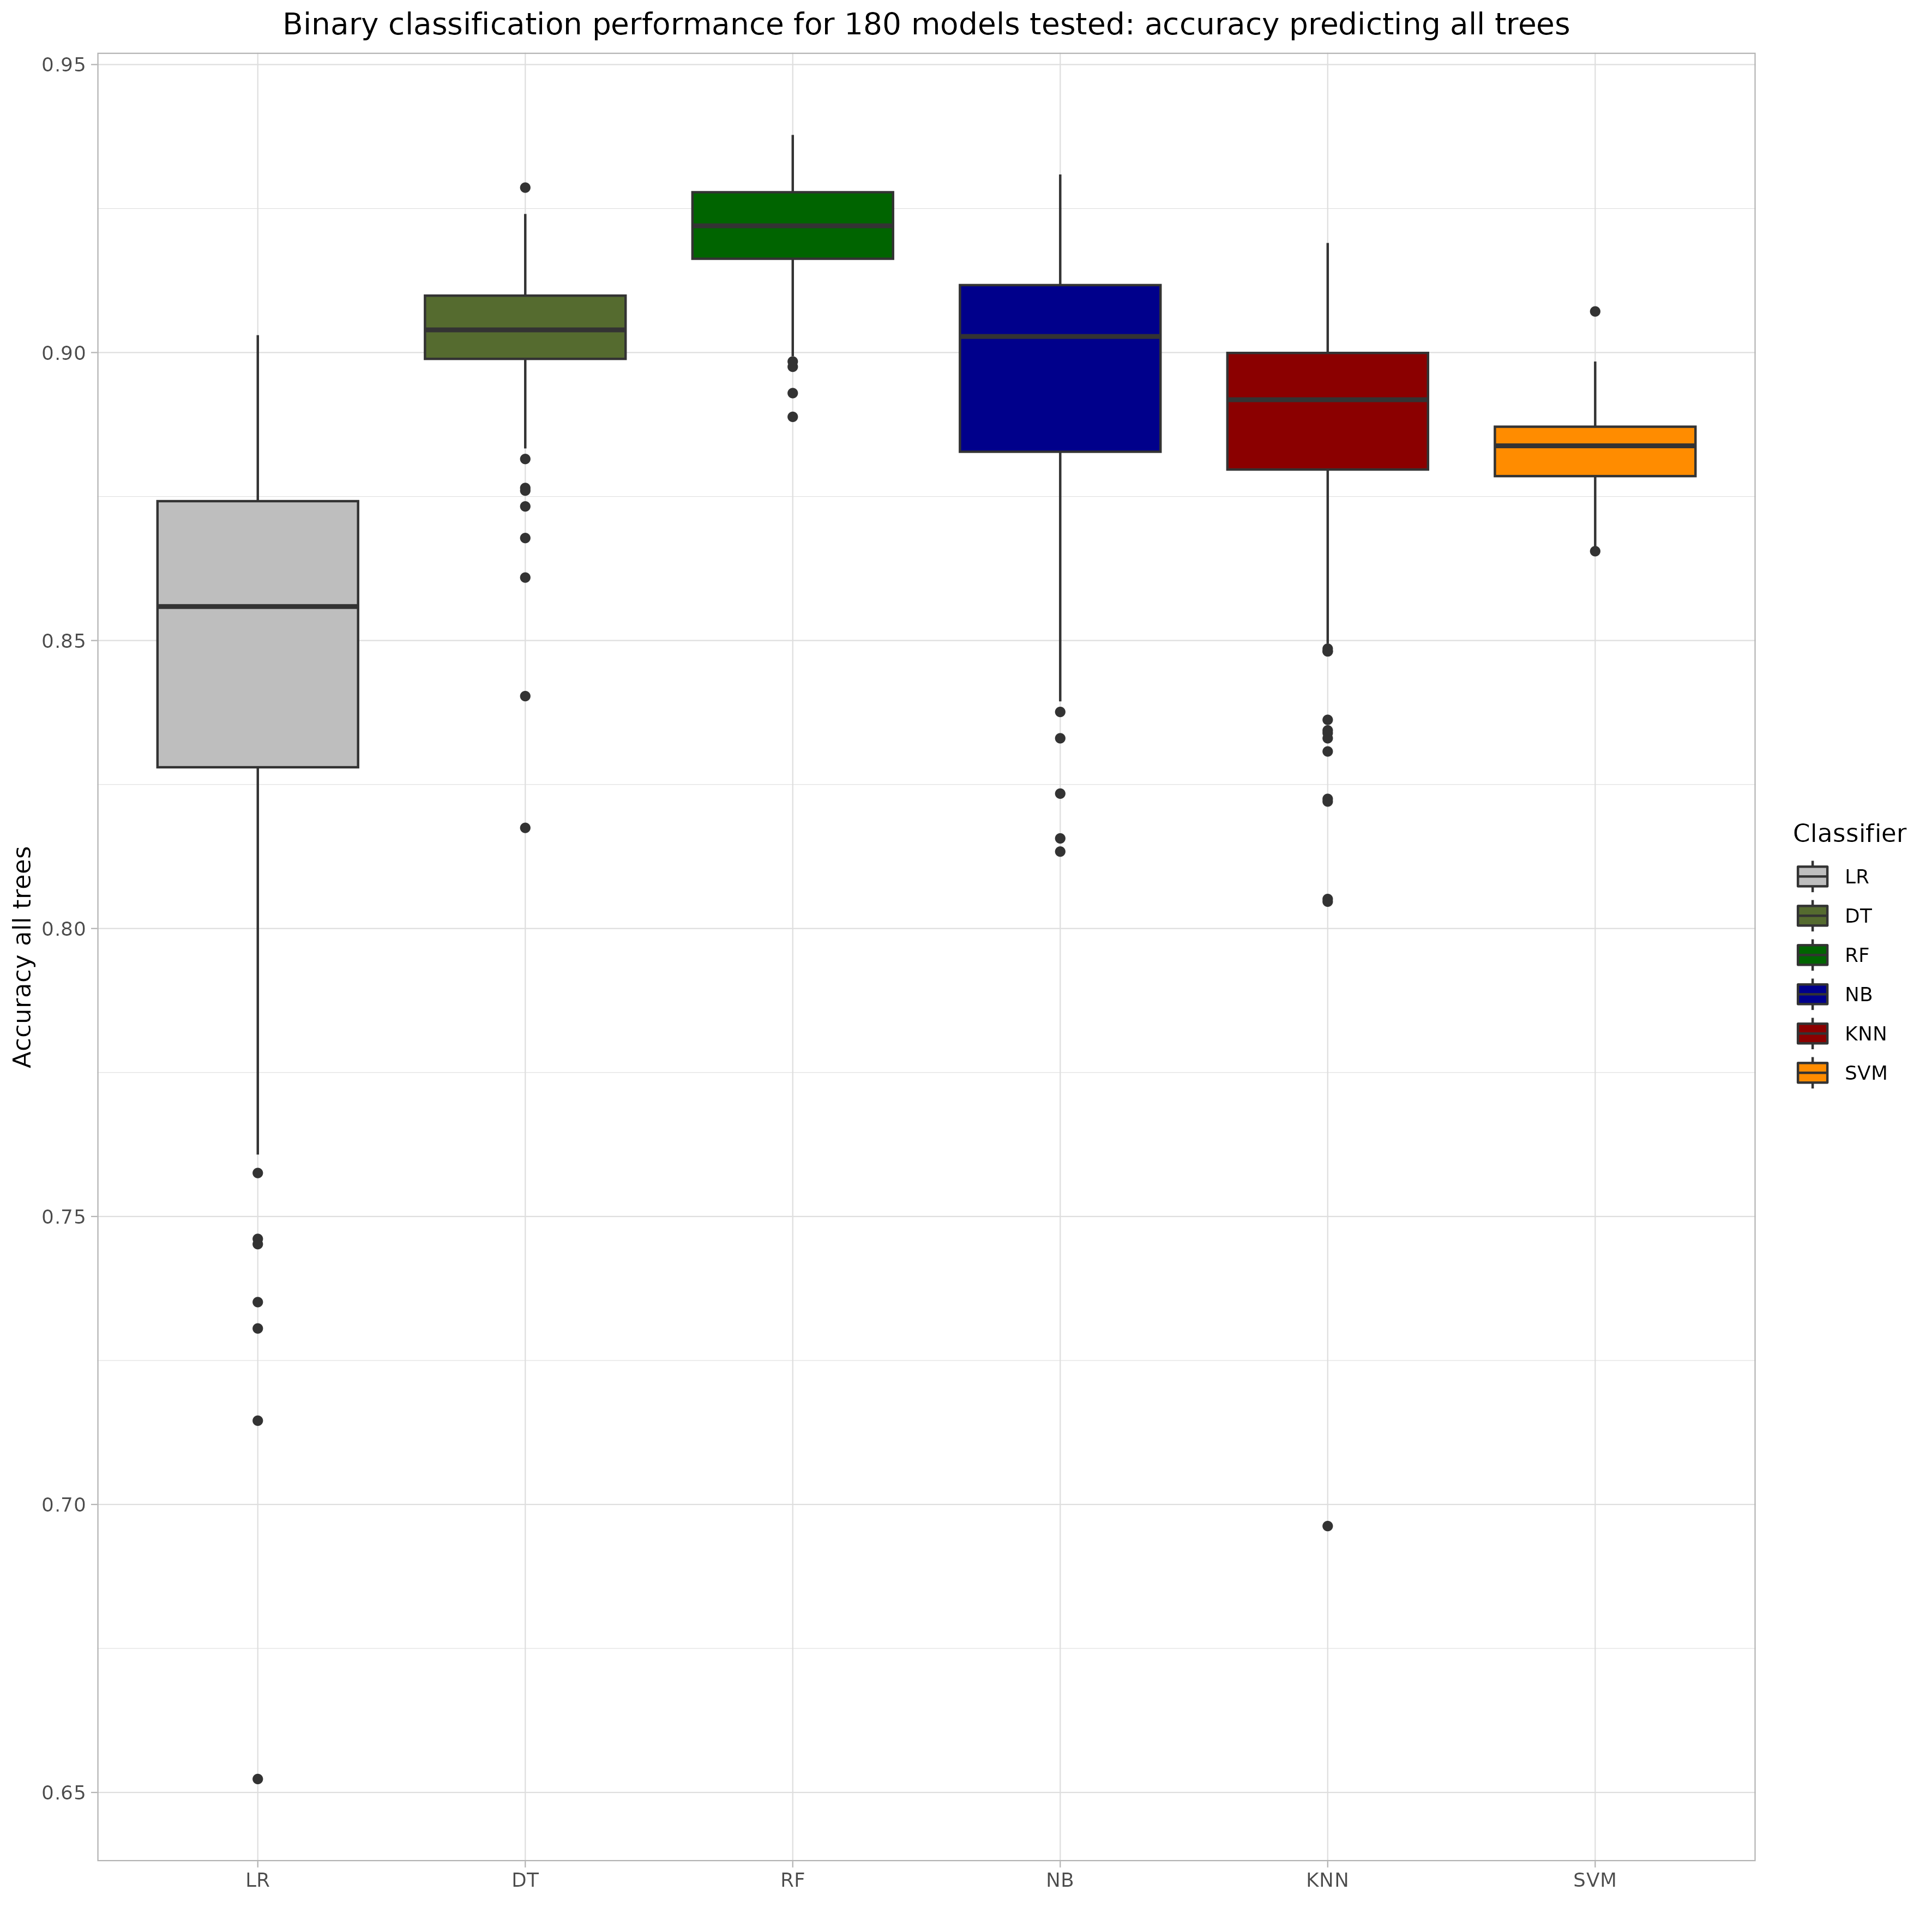 Binary classification performance for 180 models tested: accuracy predicting all trees
Accuracy all trees
0.95
0.90
0.85
0.80
0.75
0.70
0.65
LR
DT
RF
NB
KNN
SVM
Classifier
LR
DT
RF
NB
KNN
SVM